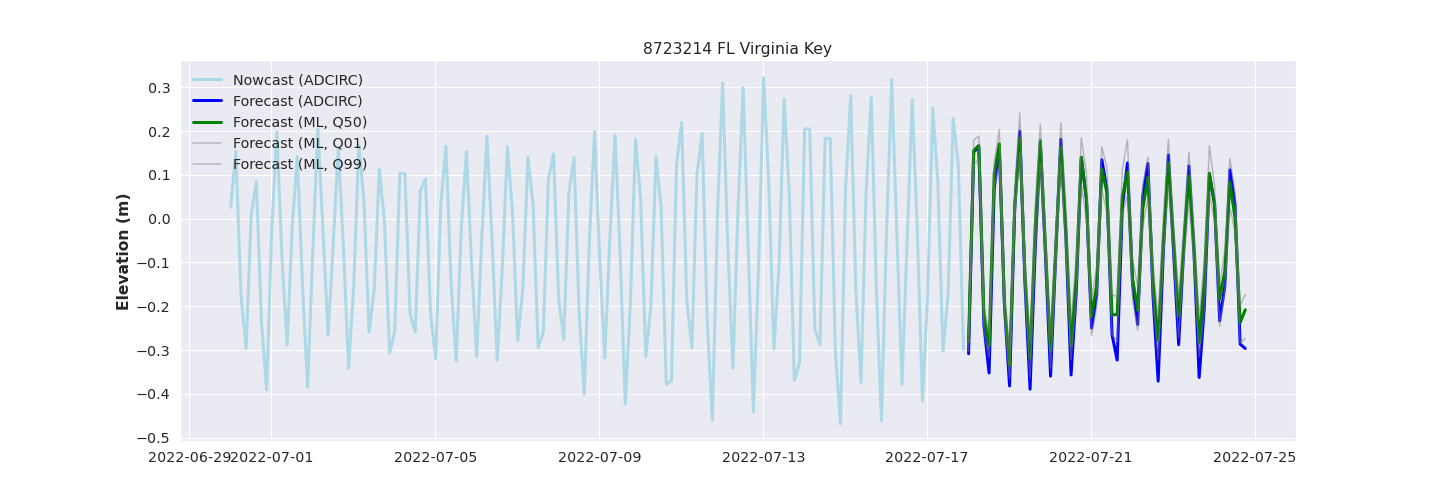 8723214 FL Virginia Key
Nowcast (ADCIRC)
Forecast (ADCIRC)
Forecast (ML, Q50)
Forecast (ML, Q01)
Forecast (ML, Q99)
Elevation (m)
0.3
0.2
0.1
0.0
−0.1
−0.2
−0.3
−0.4
−0.5
2022-06-29 2022-07-01 2022-07-05 2022-07-09 2022-07-13 2022-07-17 2022-07-21 2022-07-25